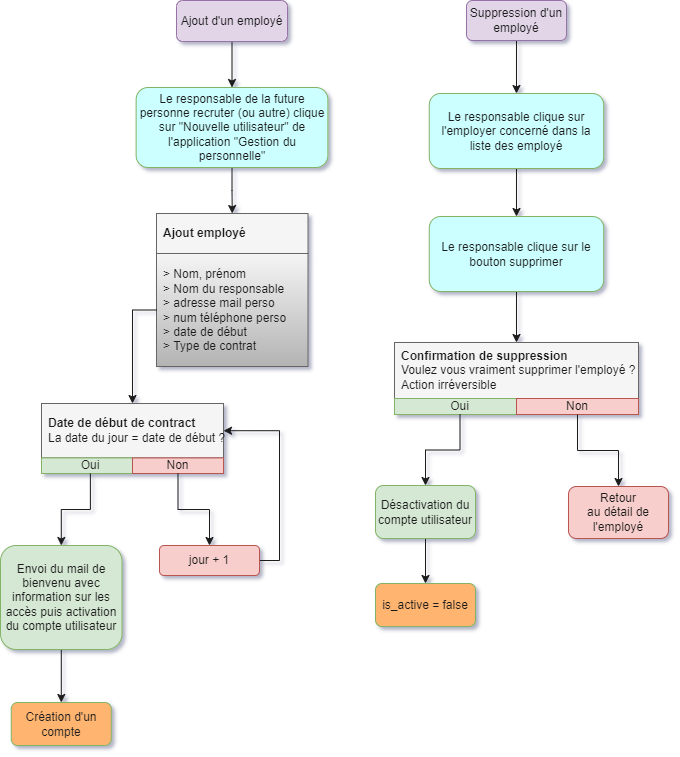 Ajout d'un employé
Le responsable de la future
personne recruter (ou autre) clique
sur "Nouvelle utilisateur" de
l'application "Gestion du
personnelle"
Ajout employé
> Nom, prénom
> Nom du responsable
> adresse mail perso
> num téléphone perso
> date de début
> Type de contrat
Date de début de contract
La date du jour = date de début ?
Oui
Non
jour + 1
Envoi du mail de
bienvenu avec
information sur les
accès puis activation
du compte utilisateur
Création d'un
compte
Suppression d'un
employé
Le responsable clique sur
l'employer concerné dans la
liste des employé
Le responsable clique sur le
bouton supprimer
Confirmation de suppression
Voulez vous vraiment supprimer l'employé ?
Action irréversible
Oui
Non
Désactivation du
compte utilisateur
Retour
au détail de
l'employé
is_active = false